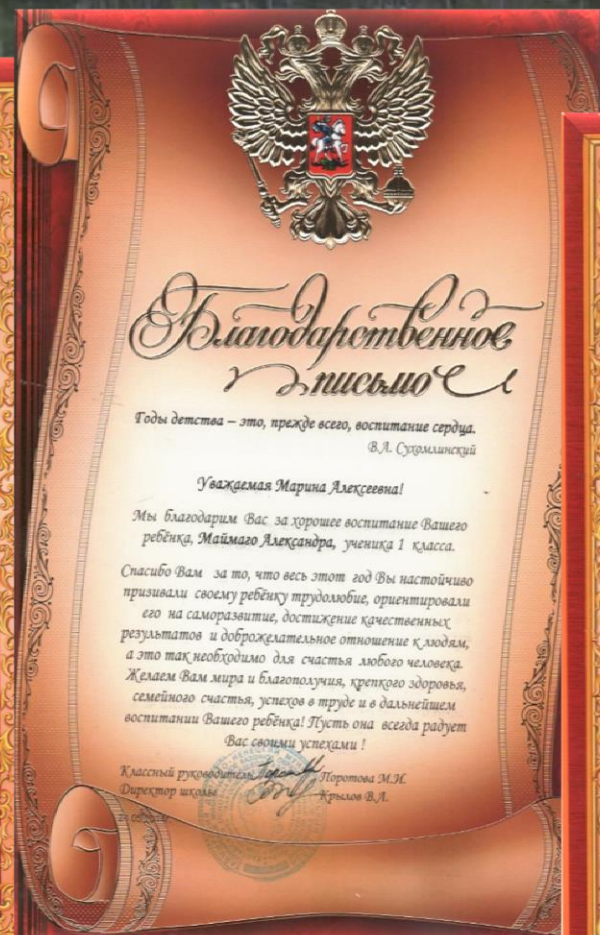 Благодарственное
письмо
Годы детства – это, прежде всего, воспитание сердца.
В.А. Сухомлинский
Уважаемая Марина Алексеевна!
Мы благодарим Вас за хорошее воспитание Вашего
ребёнка, Маймаго Александра, ученика 1 класса.
Спасибо Вам за то, что весь этот год Вы настойчиво
призивали своему ребёнку трудолюбие, ориентировали
его на саморазвитие, достижение качественных
результатов и доброжелательное отношение к людям,
а это так необходимо для счастья любого человека.
Желаем Вам мира и благополучия, крепкого здоровья,
семейного счастья, успехов в труде и в дальнейшем
воспитании Вашего ребёнка! Пусть она всегда радует
Вас своими успехами !
Классный руководитель Поротова М.Н.
Директор школы Крылов В.А.